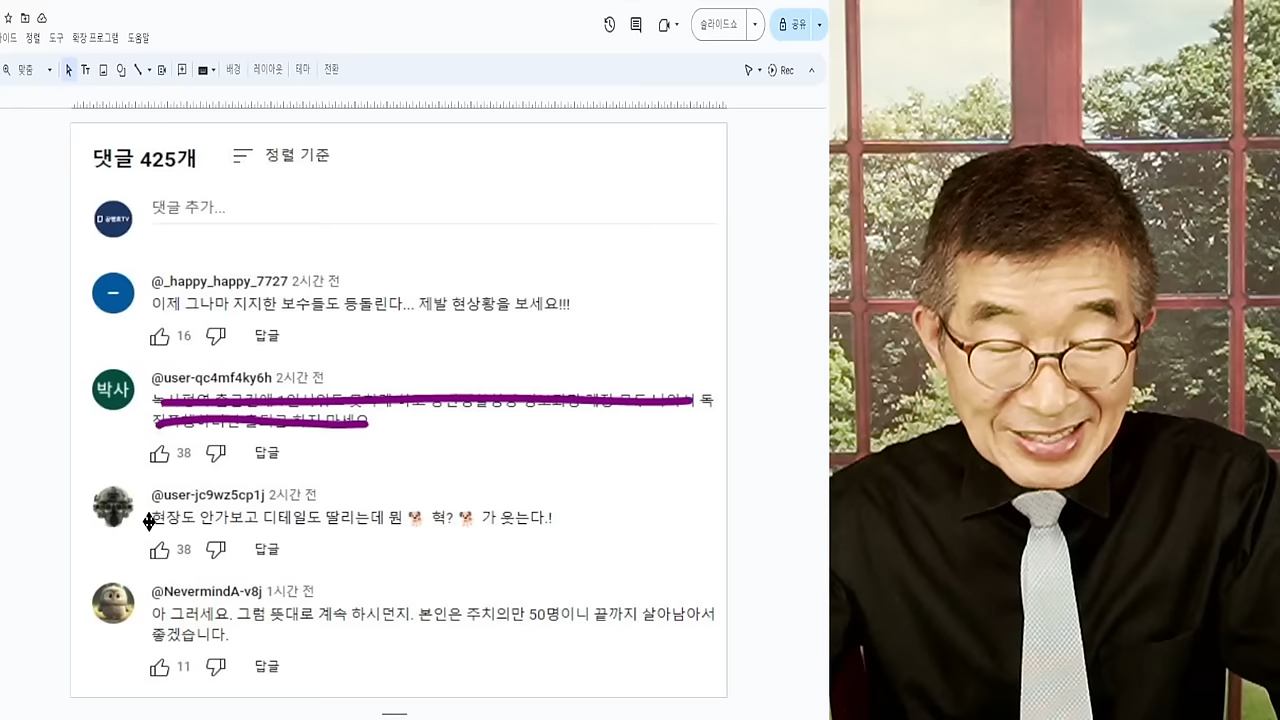 이드 정렬 도구 확장 프로그램 도움말
슬라이드쇼
공유
맞춤
배경 레이아웃 테마 전환
Rec
댓글 425개 정렬 기준
공병호TV
댓글 추가...
@_happy_happy_7727 2시간 전
이제 그나마 지지한 보수들도 등돌린다... 제발 현상황을 보세요!!!
16 답글
박사
@user-qc4mf4ky6h 2시간 전
독
38 답글
@user-jc9wz5cp1j 2시간 전
현장도 안가보고 디테일도 딸리는데 뭔 🐕 혁? 🐕 가 웃는다.!
38 답글
@NevermindA-v8j 1시간 전
아 그러세요. 그럼 뜻대로 계속 하시던지. 본인은 주치의만 50명이니 끝까지 살아남아서
좋겠습니다.
11 답글